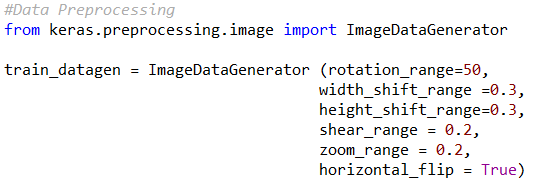 #Data Preprocessing
from keras.preprocessing.image import ImageDataGenerator
train_datagen = ImageDataGenerator (rotation_range=50,
width_shift_range =0.3,
height_shift_range=0.3,
shear_range = 0.2,
zoom_range = 0.2,
horizontal_flip = True)